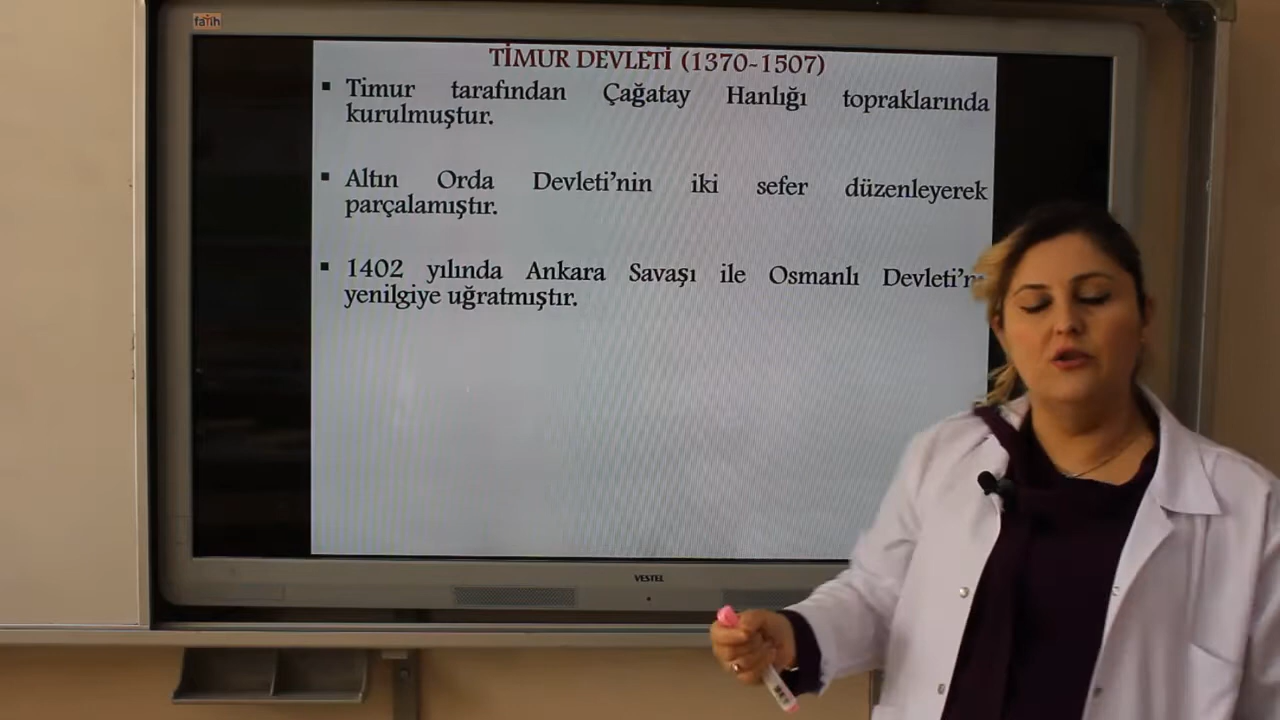 fatih
TİMUR DEVLETİ (1370-1507)
▪ Timur tarafından Çağatay Hanlığı topraklarında
kurulmuştur.
▪ Altın Orda Devleti’nin iki sefer düzenleyerek
parçalamıştır.
▪ 1402 yılında Ankara Savaşı ile Osmanlı
yenilgiye uğratmıştır.
VESTEL